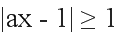 |ax - 1| ≥ 1